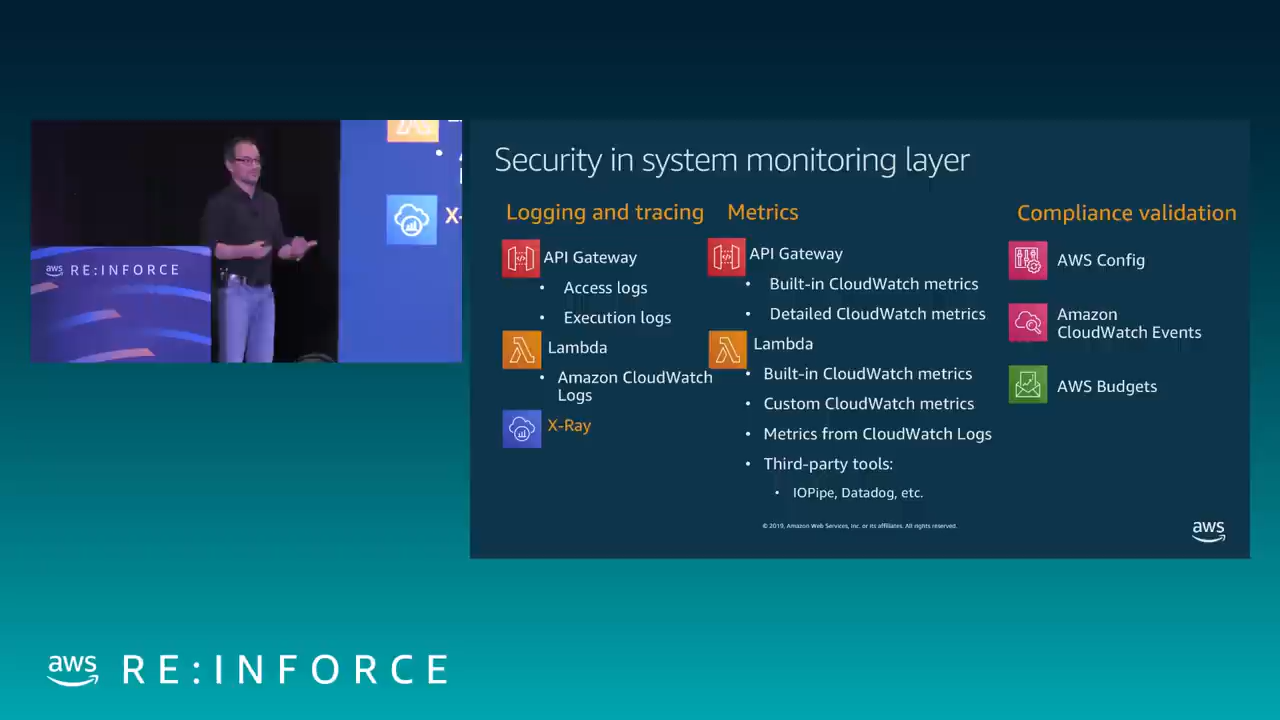 X-
aws RE:INFORCE
Security in system monitoring layer
Logging and tracing
API Gateway
• Access logs
• Execution logs
Lambda
• Amazon CloudWatch
Logs
X-Ray
Metrics
API Gateway
• Built-in CloudWatch metrics
• Detailed CloudWatch metrics
Lambda
• Built-in CloudWatch metrics
• Custom CloudWatch metrics
• Metrics from CloudWatch Logs
• Third-party tools:
• IOPipe, Datadog, etc.
Compliance validation
AWS Config
Amazon
CloudWatch Events
AWS Budgets
© 2019, Amazon Web Services, Inc. or its affiliates. All rights reserved.
aws
aws RE:INFORCE